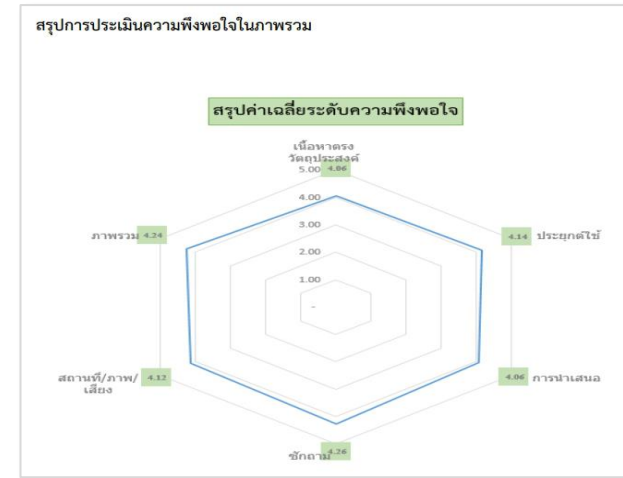 สรุปการประเมินความพึงพอใจในภาพรวม
สรุปค่าเฉลี่ยระดับความพึงพอใจ
เนื้อหาตรง
วัตถุประสงค์
5.00 4.06
4.00
3.00
2.00
1.00
-
ภาพรวม 4.24
4.14 ประยุกต์ใช้
สถานที่/ภาพ/ 4.12
เสียง
4.06 การนำเสนอ
ซักถาม 4.26